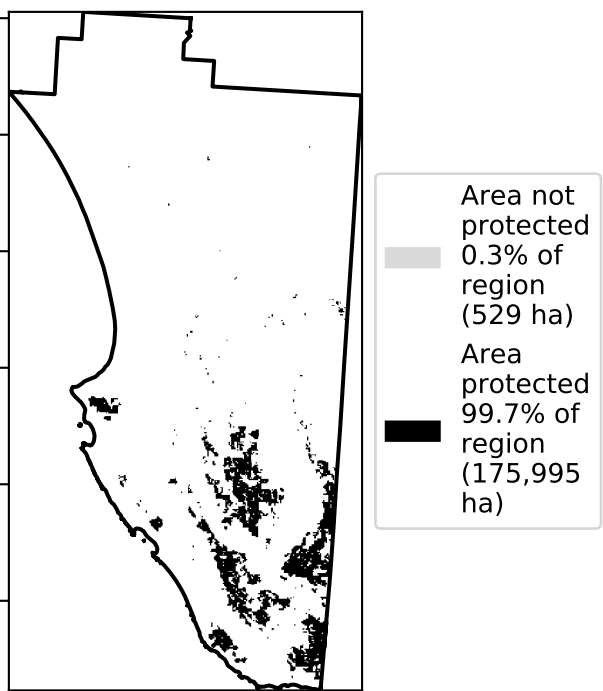 Area not
protected
0.3% of
region
(529 ha)
Area
protected
99.7% of
region
(175,995
ha)